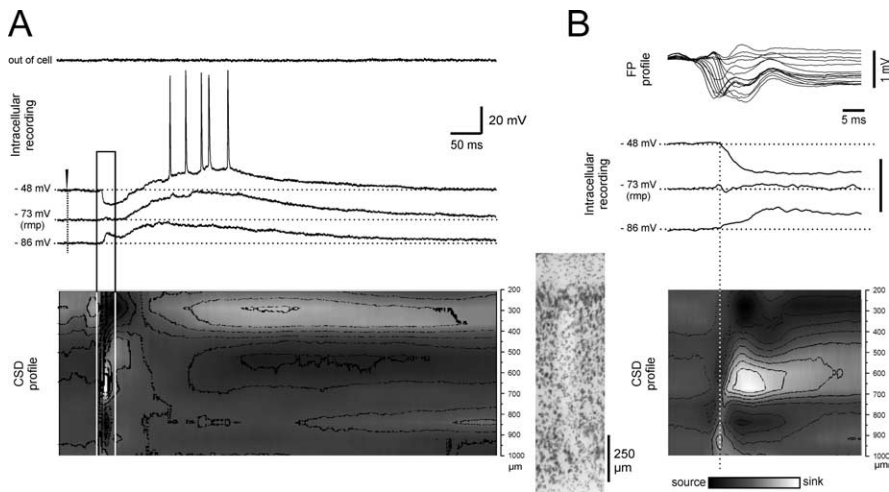 A
out of cell
Intracellular
recording
20 mV
50 ms
- 48 mV
- 73 mV
(rmp)
- 86 mV
CSD
profile
200
300
400
500
600
700
800
900
1000
µm
250
µm
B
FP
profile
1 mV
5 ms
Intracellular
recording
- 48 mV
- 73 mV
(rmp)
- 86 mV
CSD
profile
200
300
400
500
600
700
800
900
1000
µm
source
sink